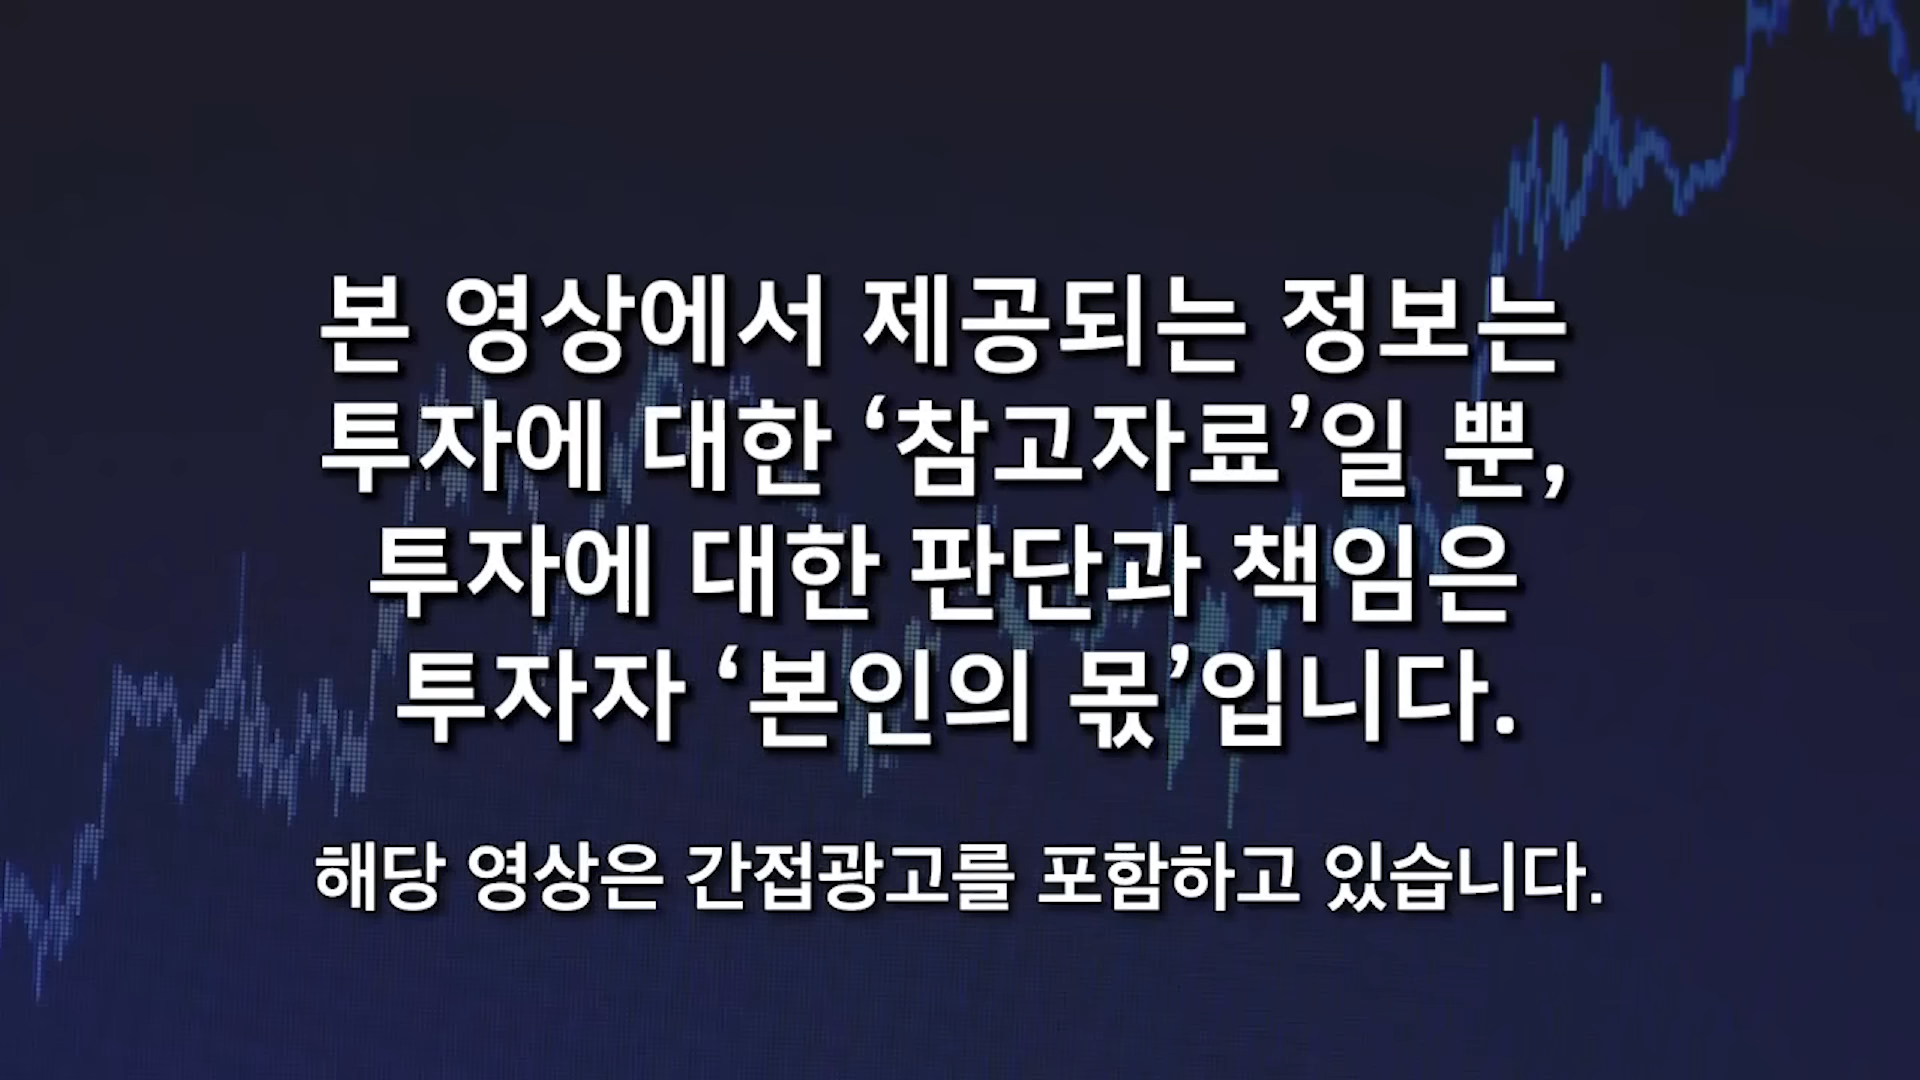 본 영상에서 제공되는 정보는
투자에 대한 ‘참고자료’일 뿐,
투자에 대한 판단과 책임은
투자자 ‘본인의 몫’입니다.
해당 영상은 간접광고를 포함하고 있습니다.